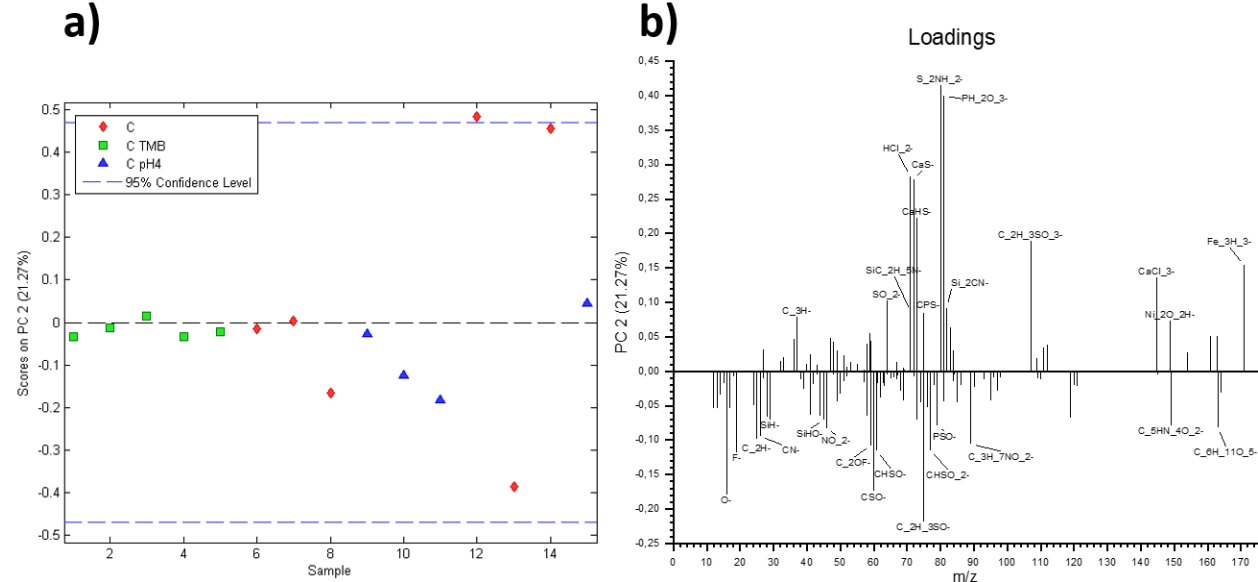 a)
0.5
0.4
0.3
0.2
0.1
0
-0.1
-0.2
-0.3
-0.4
-0.5
C
C TMB
C pH4
95% Confidence Level
Scores on PC 2 (21.27%)
2
4
6
8
10
12
14
Sample
b)
Loadings
0,45
0,40
0,35
0,30
0,25
0,20
0,15
0,10
0,05
0,00
-0,05
-0,10
-0,15
-0,20
-0,25
PC 2 (21.27%)
S_2NH_2-
PH_2O_3-
HCl_2-
CaS-
CaHS-
C_2H_3SO_3-
Fe_3H_3-
SiC_2H_5N-
CaCl_3-
SO_2-
CPS-
Si_2CN-
Ni_2O_2H-
C_3H-
SiH-
SiHO-
NO_2-
PSO-
C_5HN_4O_2-
C_2H-
CN-
F-
C_2OF-
CHSO-
CHSO_2-
C_3H_7NO_2-
C_6H_11O_5-
O-
CSO-
C_2H_3SO-
0
10
20
30
40
50
60
70
80
90
100
110
120
130
140
150
160
170
m/z